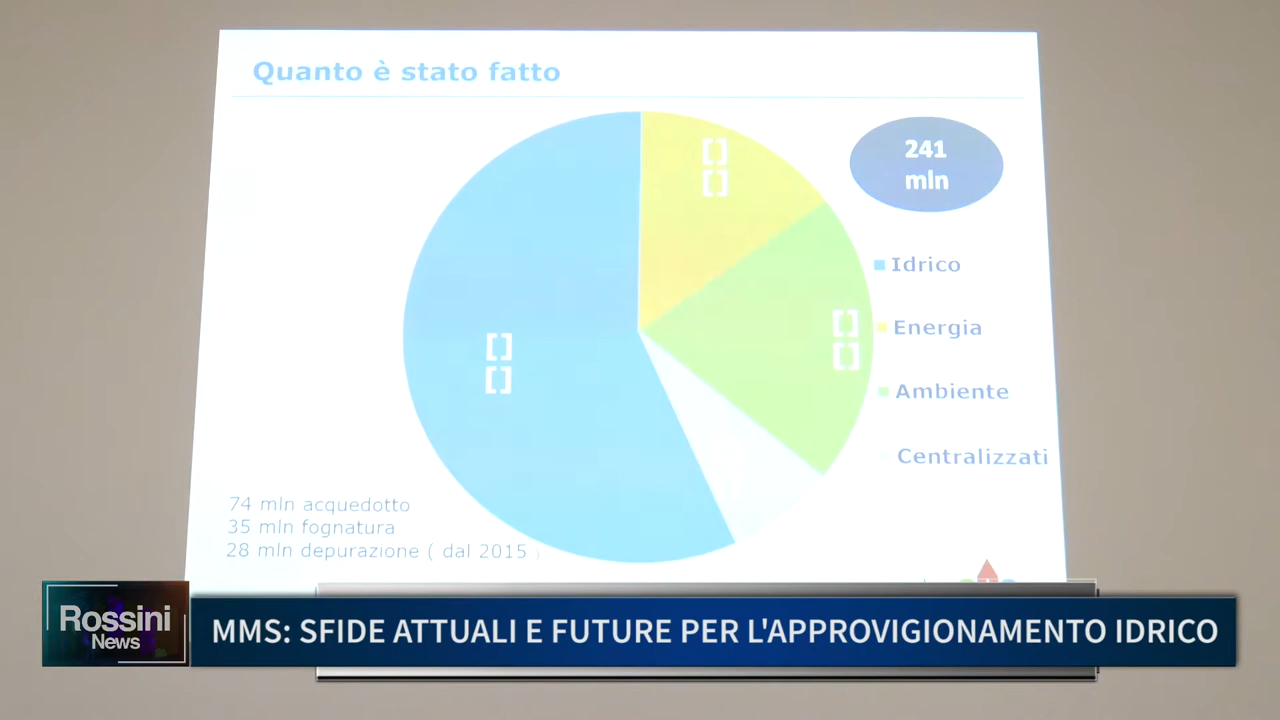 Quanto è stato fatto
241
mln
Idrico
Energia
Ambiente
Centralizzati
74 mln acquedotto
35 mln fognatura
28 mln depurazione ( dal 2015 )
Rossini
News
MMS: SFIDE ATTUALI E FUTURE PER L'APPROVIGIONAMENTO IDRICO